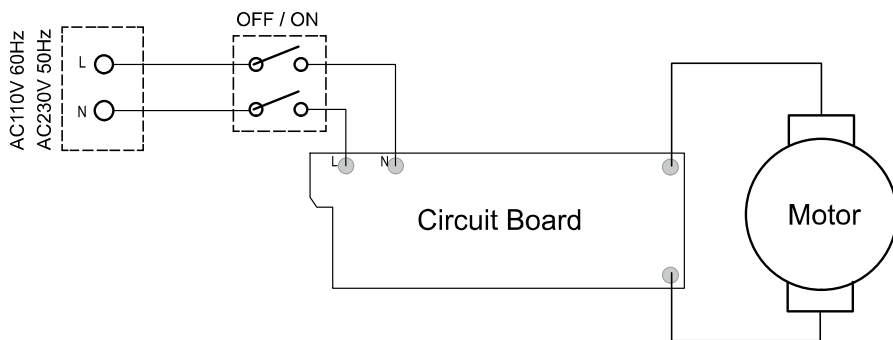 OFF / ON
AC110V 60Hz
AC230V 50Hz
L
N
L
N
Circuit Board
Motor